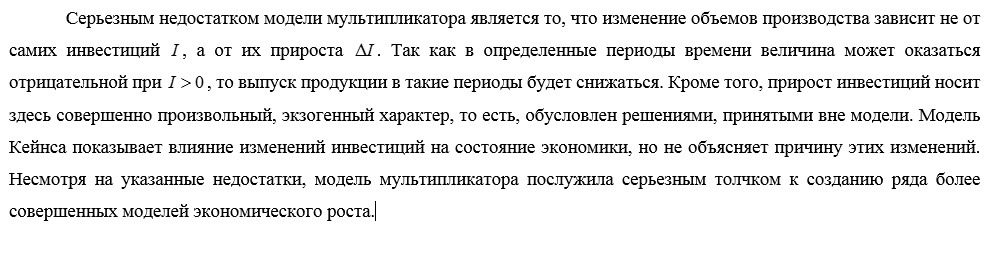 Серьезным недостатком модели мультипликатора является то, что изменение объемов производства зависит не от
самих инвестиций I, а от их прироста ΔI. Так как в определенные периоды времени величина может оказаться
отрицательной при I > 0, то выпуск продукции в такие периоды будет снижаться. Кроме того, прирост инвестиций носит
здесь совершенно произвольный, экзогенный характер, то есть, обусловлен решениями, принятыми вне модели. Модель
Кейнса показывает влияние изменений инвестиций на состояние экономики, но не объясняет причину этих изменений.
Несмотря на указанные недостатки, модель мультипликатора послужила серьезным толчком к созданию ряда более
совершенных моделей экономического роста.